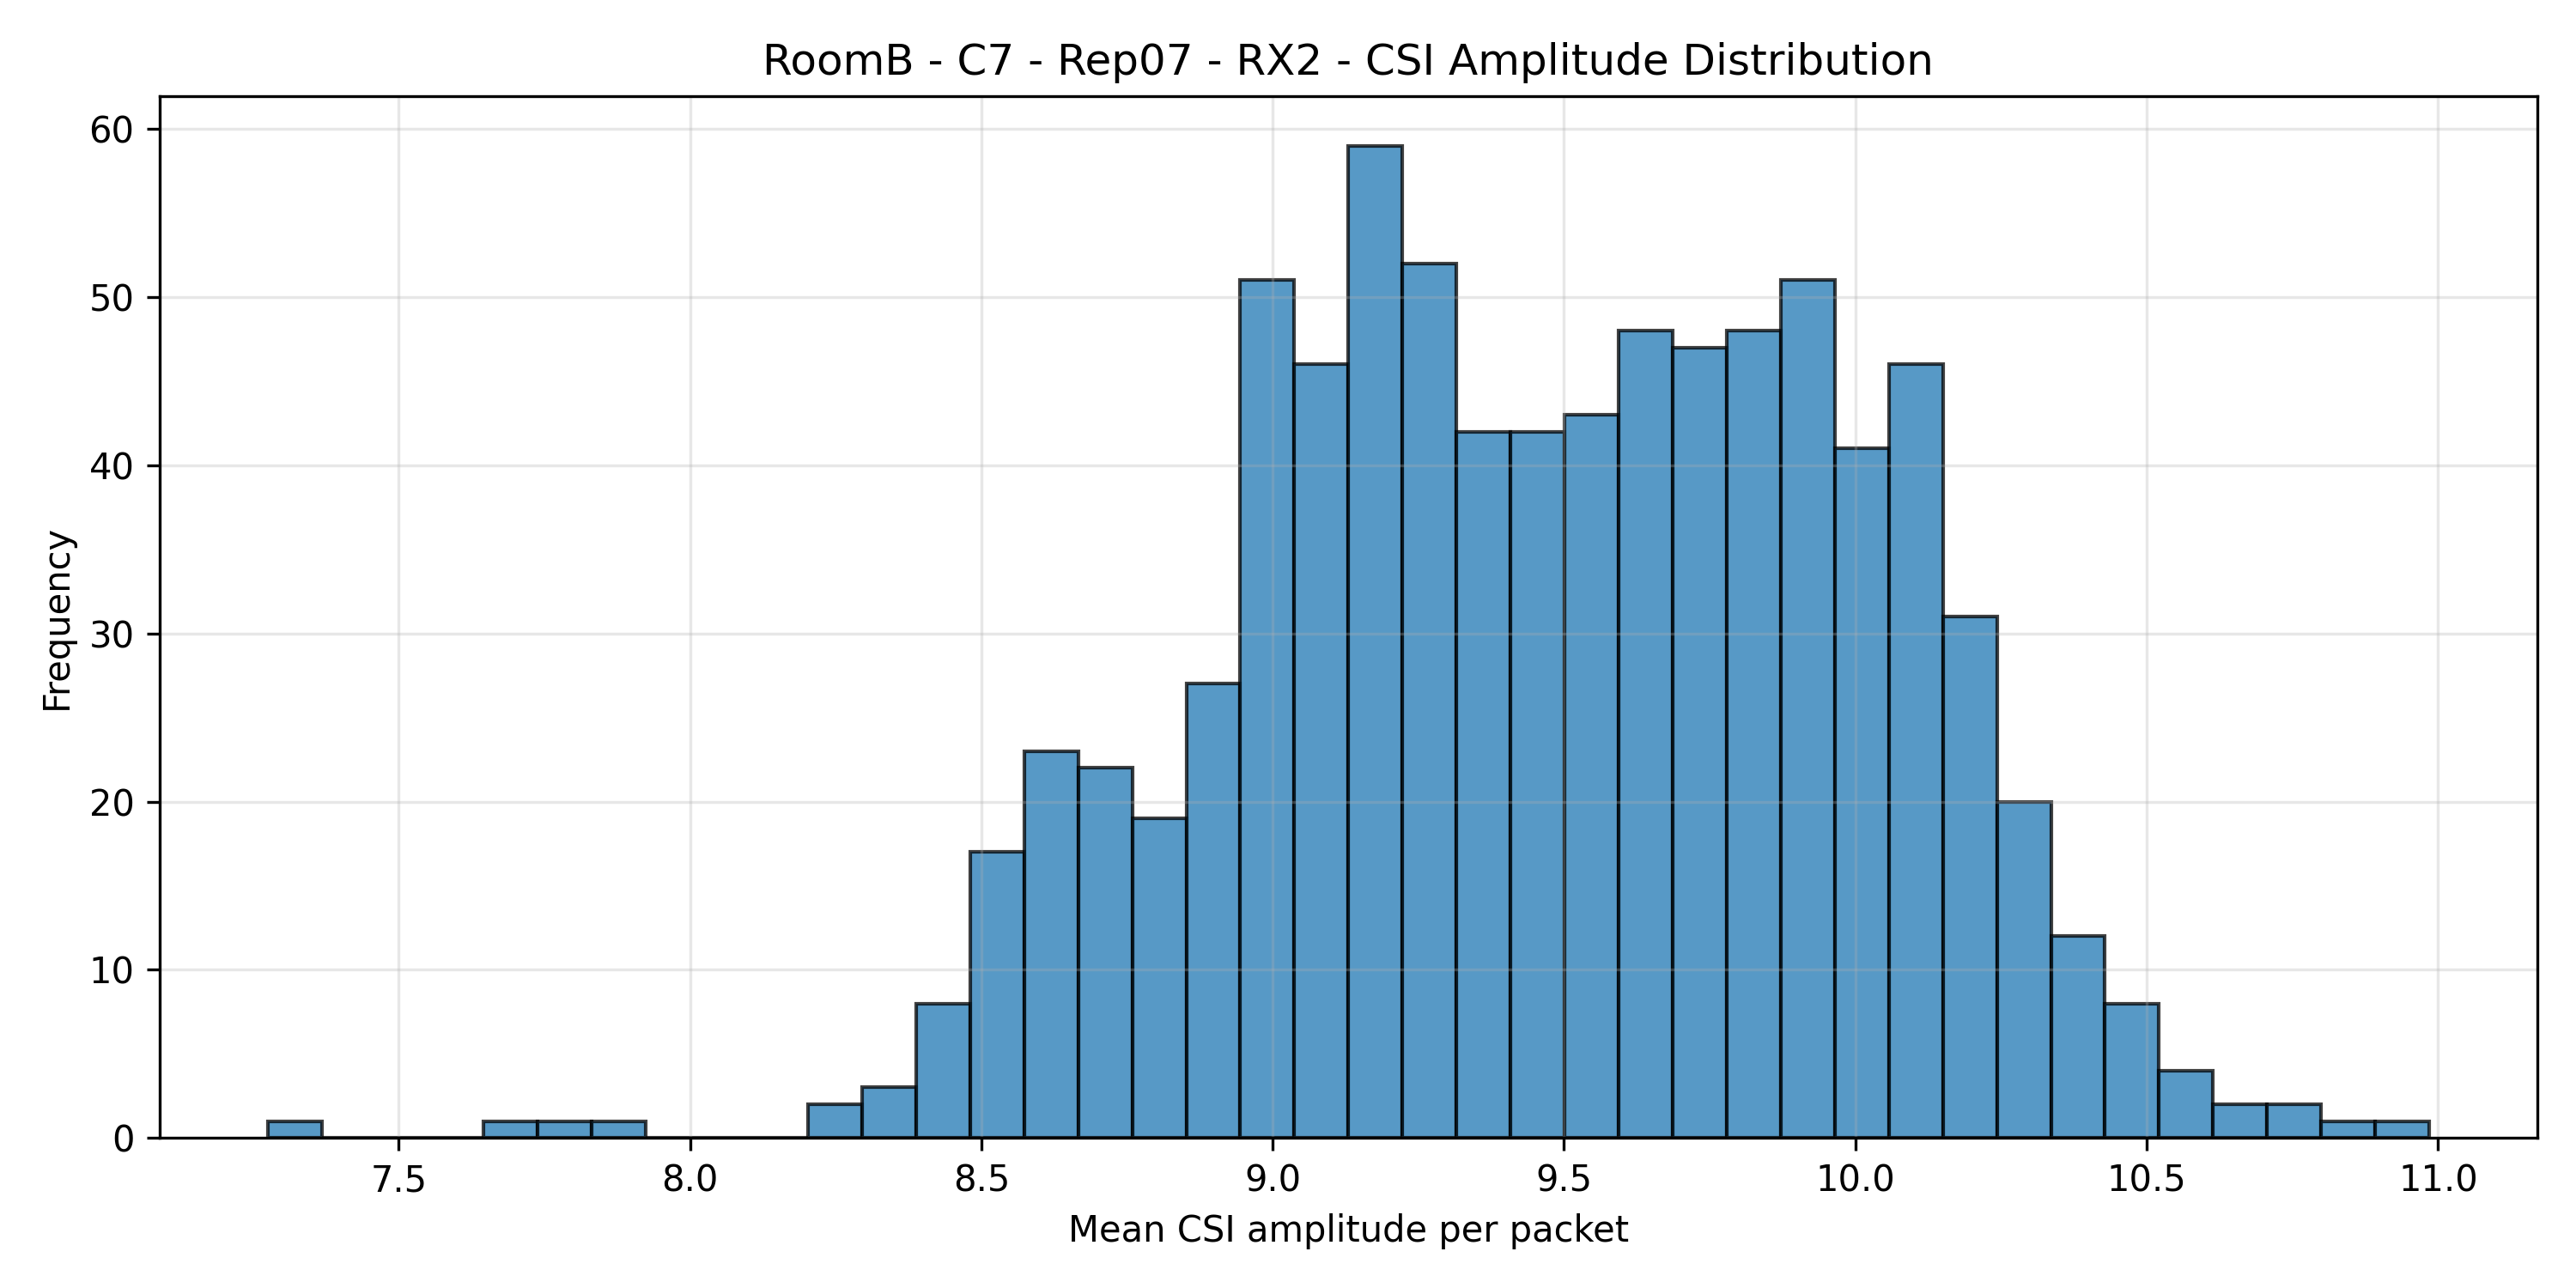 RoomB - C7 - Rep07 - RX2 - CSI Amplitude Distribution
60
50
40
30
20
10
0
Frequency
7.5 8.0 8.5 9.0 9.5 10.0 10.5 11.0
Mean CSI amplitude per packet